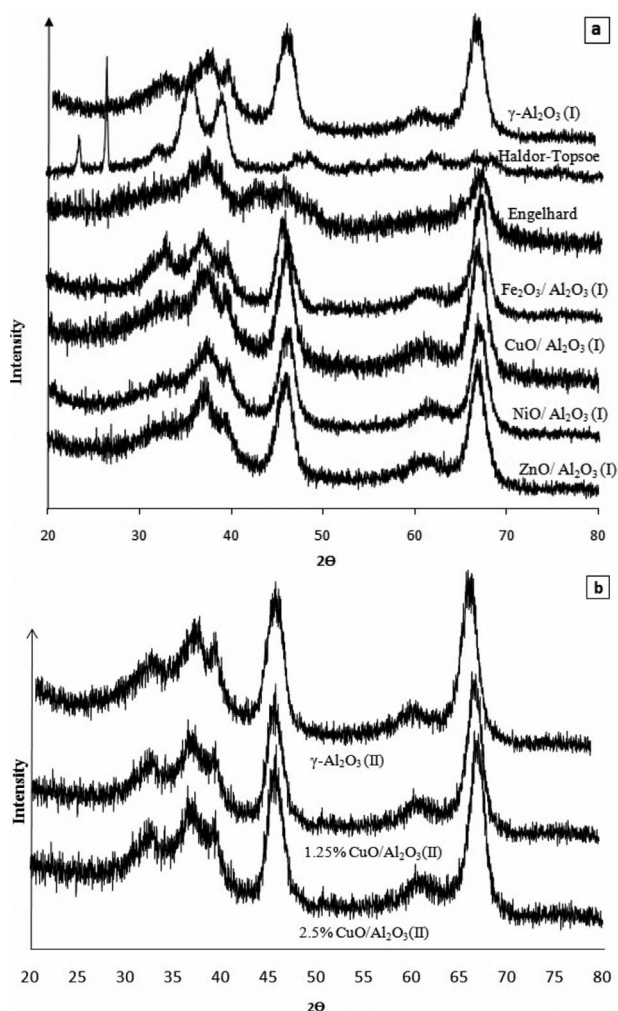 a
γ-Al₂O₃ (I)
Haldor-Topsoe
Engelhard
Fe₂O₃/ Al₂O₃ (I)
CuO/ Al₂O₃ (I)
NiO/ Al₂O₃ (I)
ZnO/ Al₂O₃ (I)
Intensity
20 30 40 50 60 70 80
2Ɵ
b
γ-Al₂O₃ (II)
1.25% CuO/Al₂O₃(II)
2.5% CuO/Al₂O₃(II)
Intensity
20 25 30 35 40 45 50 55 60 65 70 75 80
2Ɵ